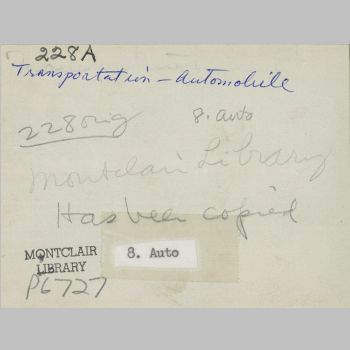 228A
Transportation - Automobile
228 orig
8. auto
Montclair Library
Has been copied
MONTCLAIR
LIBRARY
8. Auto
P6727